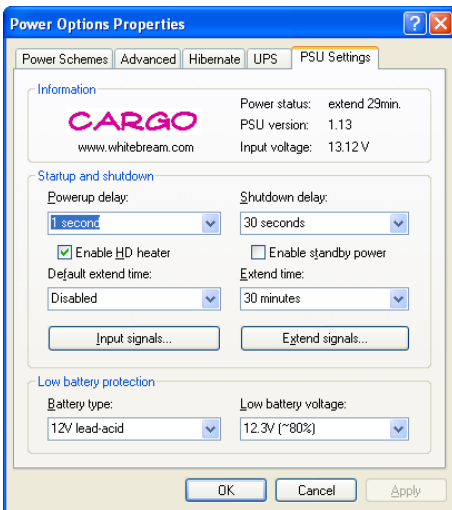 Power Options Properties
Power Schemes Advanced Hibernate UPS PSU Settings
Information
CARGO
www.whitebream.com
Power status: extend 29min.
PSU version: 1.13
Input voltage: 13.12 V
Startup and shutdown
Powerup delay: Shutdown delay:
1 second 30 seconds
Enable HD heater Enable standby power
Default extend time: Extend time:
Disabled 30 minutes
Input signals... Extend signals...
Low battery protection
Battery type: Low battery voltage:
12V lead-acid 12.3V (~80%)
OK Cancel Apply